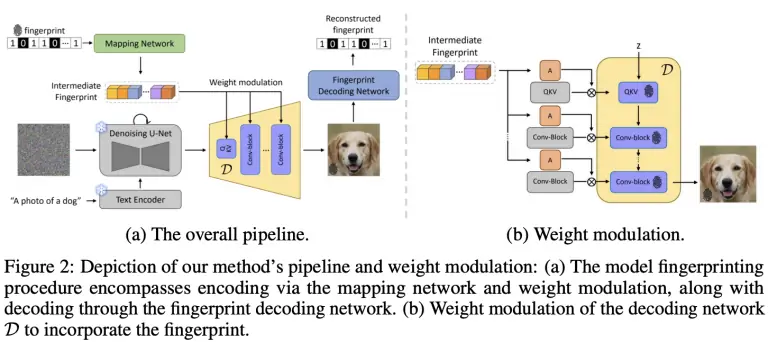 fingerprint
1 0 1 1 0 ... 1
Mapping Network
Reconstructed
fingerprint
1 0 1 1 0 ... 1
Intermediate
Fingerprint
...
Weight modulation
Fingerprint
Decoding Network
Denoising U-Net
Q
KV
Conv-block
...
Conv-block
D
"A photo of a dog"
Text Encoder
(a) The overall pipeline.
Intermediate
Fingerprint
...
z
D
A
QKV
QKV
A
Conv-Block
Conv-block
A
Conv-Block
Conv-block
(b) Weight modulation.
Figure 2: Depiction of our method's pipeline and weight modulation: (a) The model fingerprinting
procedure encompasses encoding via the mapping network and weight modulation, along with
decoding through the fingerprint decoding network. (b) Weight modulation of the decoding network
D to incorporate the fingerprint.